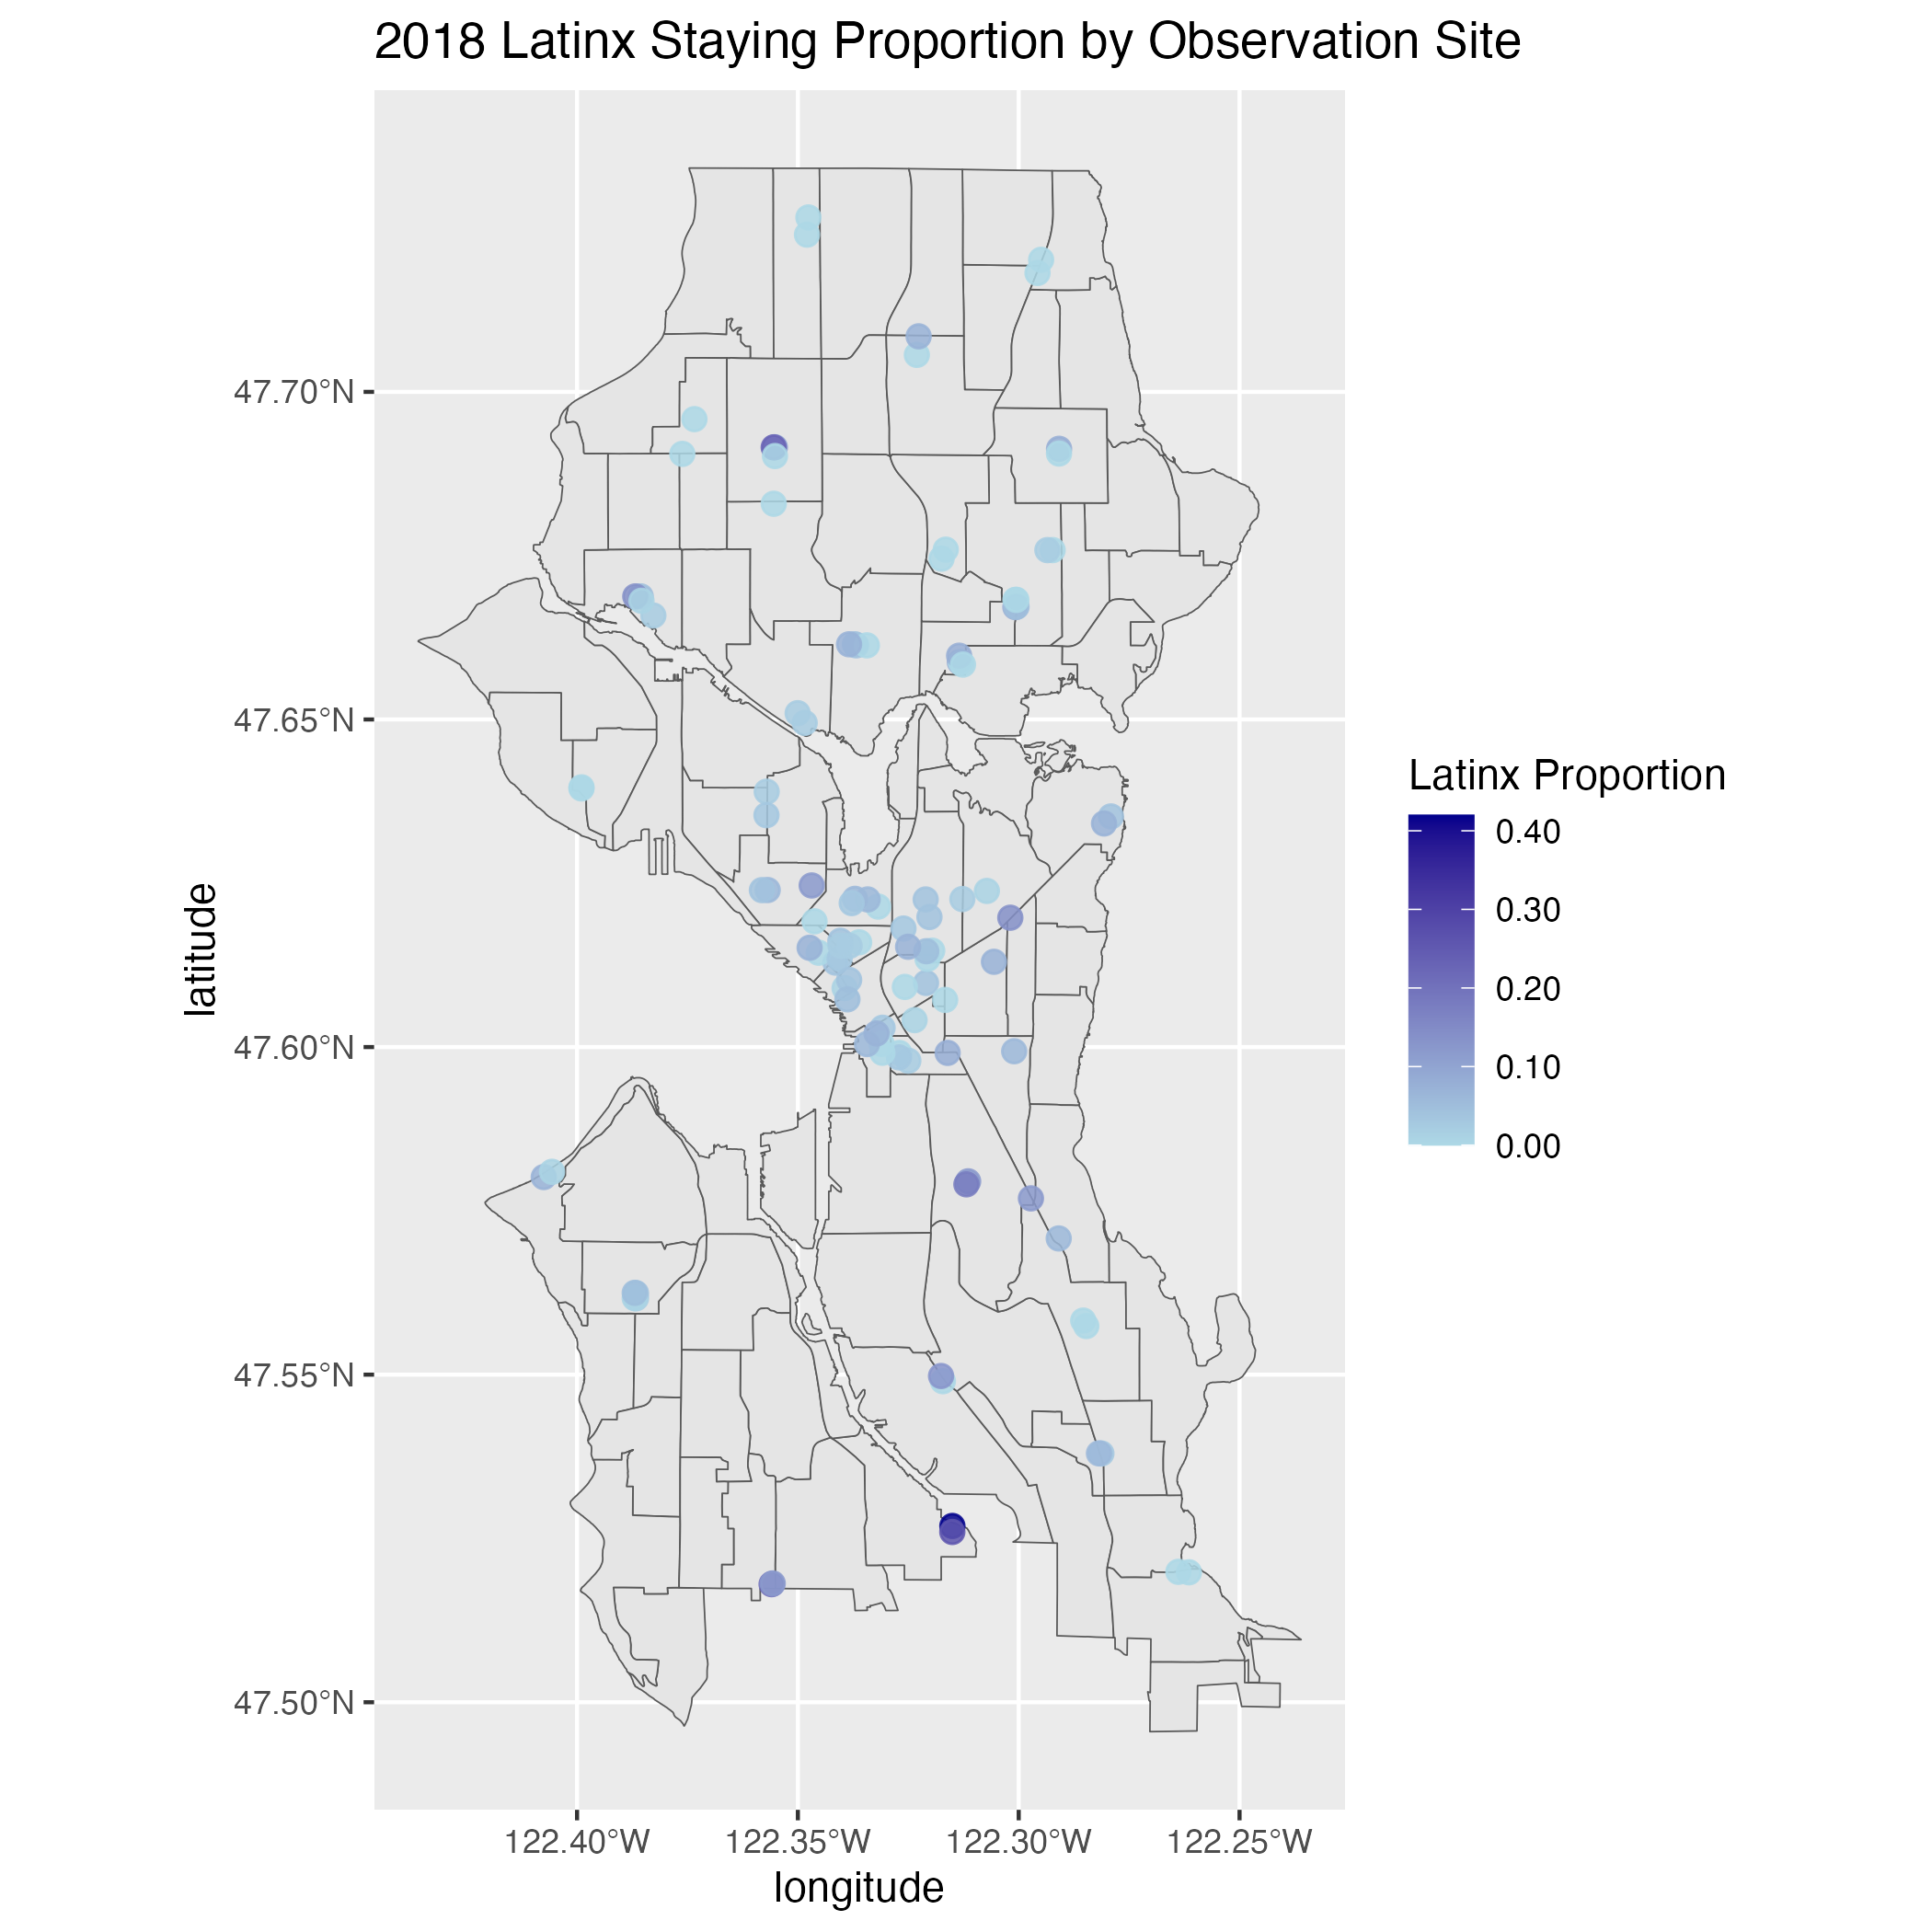 2018 Latinx Staying Proportion by Observation Site
47.70°N
47.65°N
47.60°N
47.55°N
47.50°N
latitude
122.40°W
122.35°W
122.30°W
122.25°W
longitude
Latinx Proportion
0.40
0.30
0.20
0.10
0.00